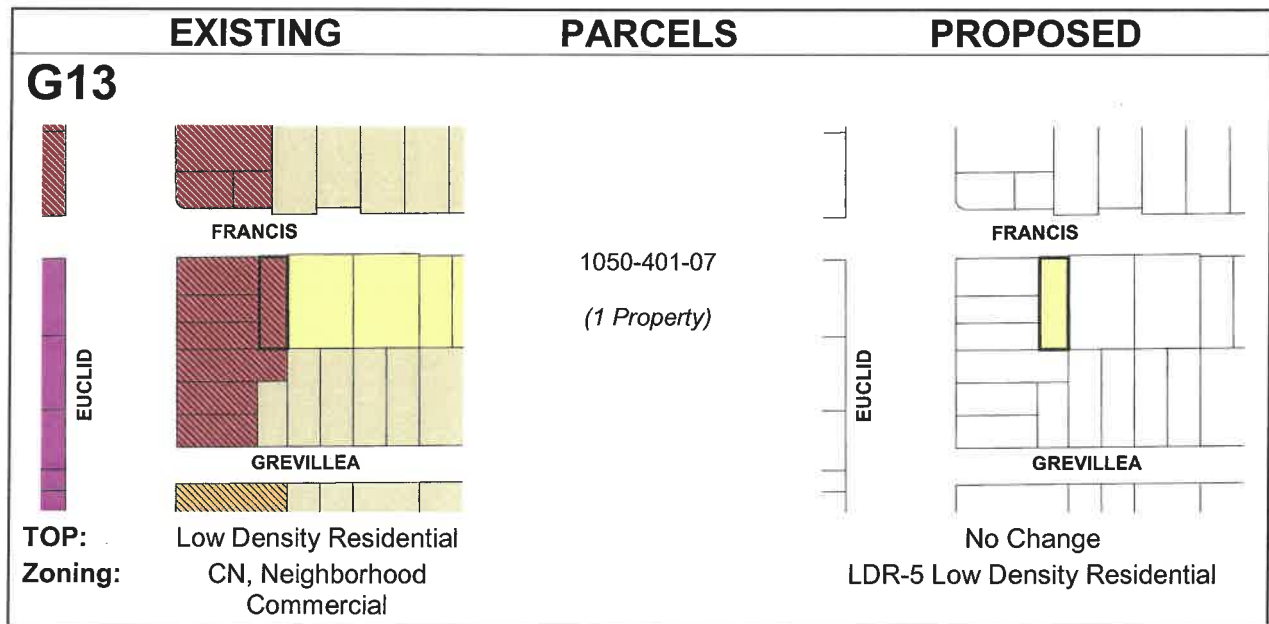 EXISTING PARCELS PROPOSED
G13
FRANCIS
EUCLID
GREVILLEA
1050-401-07
(1 Property)
FRANCIS
EUCLID
GREVILLEA
TOP: Low Density Residential No Change
Zoning: CN, Neighborhood LDR-5 Low Density Residential
Commercial